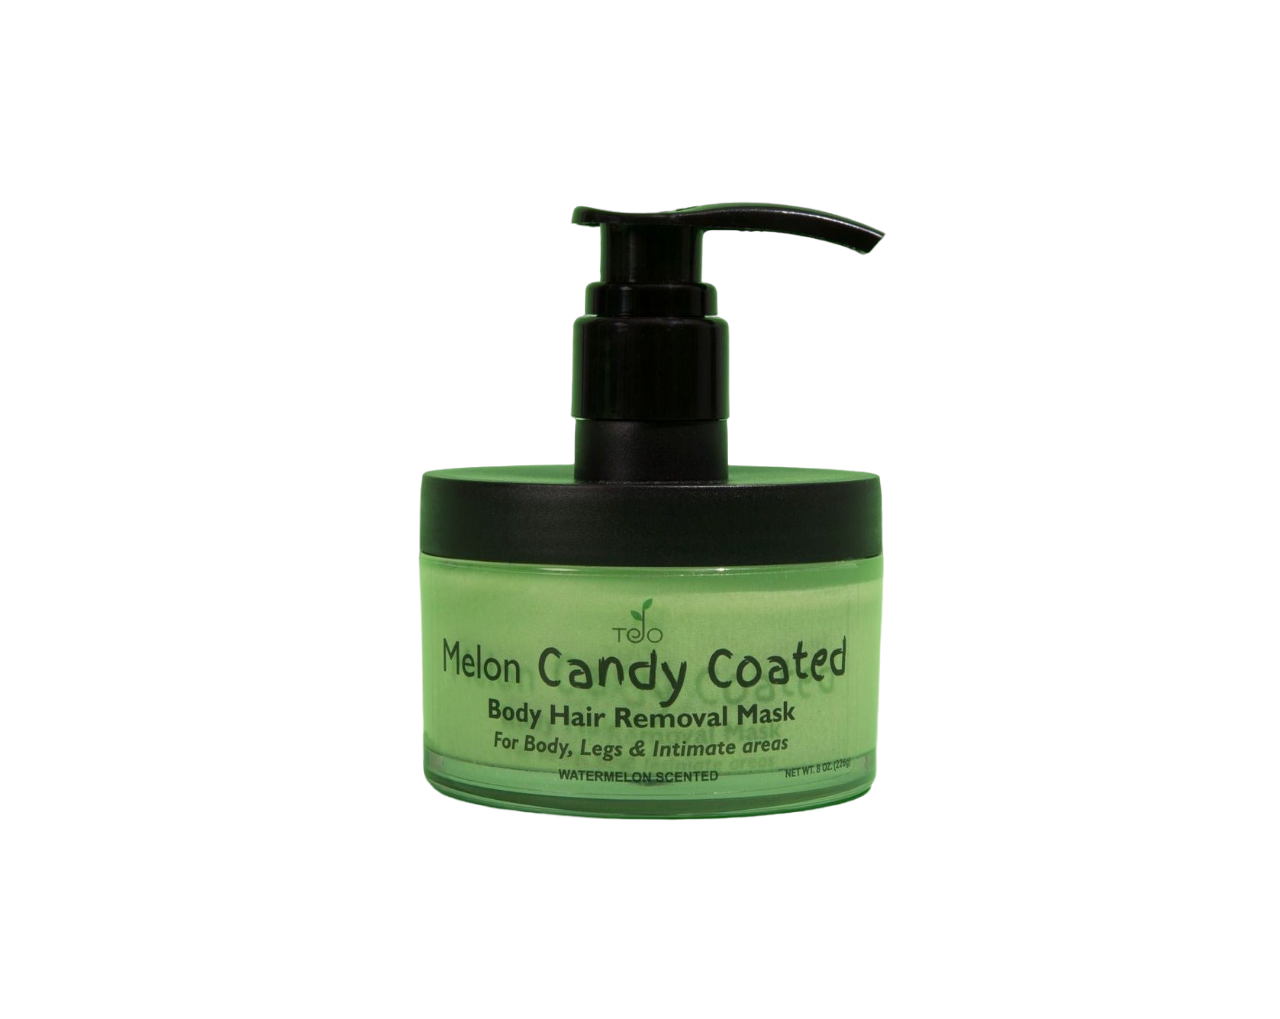 TEJO
Melon Candy Coated
Body Hair Removal Mask
For Body, Legs & Intimate areas
WATERMELON SCENTED
NET WT. 8 OZ. (226g)